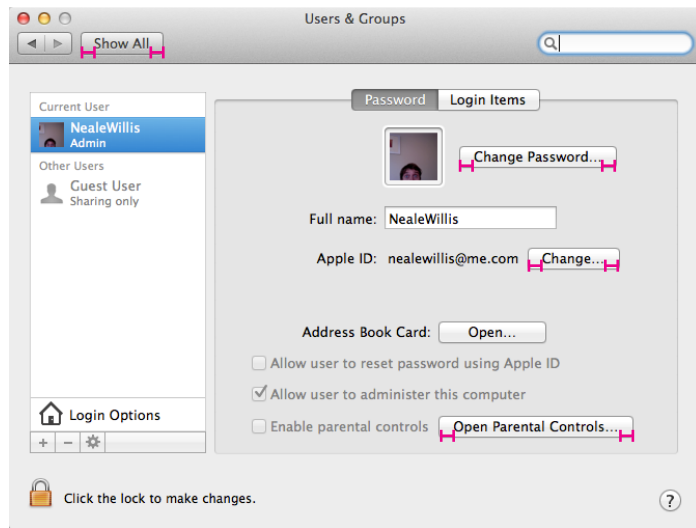 Users & Groups
Show All
Current User
NealeWillis
Admin
Other Users
Guest User
Sharing only
Login Options
Password
Login Items
Change Password...
Full name: NealeWillis
Apple ID: nealewillis@me.com Change...
Address Book Card: Open...
Allow user to reset password using Apple ID
Allow user to administer this computer
Enable parental controls Open Parental Controls...
Click the lock to make changes.
?